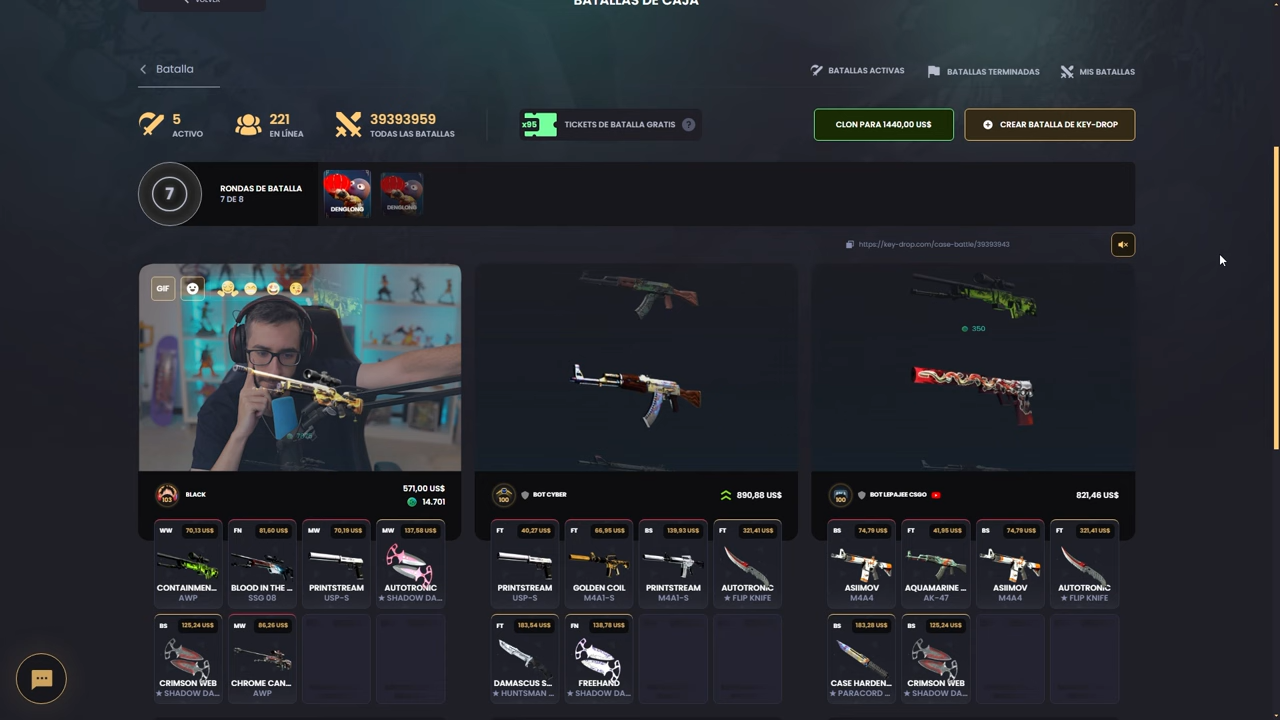 VOLVER
BATALLAS DE CAJA
Batalla
BATALLAS ACTIVAS
BATALLAS TERMINADAS
MIS BATALLAS
5
ACTIVO
221
EN LÍNEA
39393959
TODAS LAS BATALLAS
x95
TICKETS DE BATALLA GRATIS
?
CLON PARA 1440,00 US$
CREAR BATALLA DE KEY-DROP
7
RONDAS DE BATALLA
7 DE 8
DENGLONG
DENGLONG
https://key-drop.com/case-battle/39393943
GIF
350
103
BLACK
571,00 US$
14.701
100
BOT CYBER
890,88 US$
100
BOT LEPAJEE CSGO
821,46 US$
WW 70,13 US$
CONTAINMEN...
AWP
FN 81,60 US$
BLOOD IN THE ...
SSG 08
MW 70,19 US$
PRINTSTREAM
USP-S
MW 137,58 US$
AUTOTRONIC
★ SHADOW DA...
FT 40,27 US$
PRINTSTREAM
USP-S
FT 66,95 US$
GOLDEN COIL
M4A1-S
BS 139,93 US$
PRINTSTREAM
M4A1-S
FT 321,41 US$
AUTOTRONIC
★ FLIP KNIFE
BS 74,79 US$
ASIIMOV
M4A4
FT 41,95 US$
AQUAMARINE ...
AK-47
BS 74,79 US$
ASIIMOV
M4A4
FT 321,41 US$
AUTOTRONIC
★ FLIP KNIFE
BS 125,24 US$
CRIMSON WEB
★ SHADOW DA...
MW 86,26 US$
CHROME CAN...
AWP
FT 183,54 US$
DAMASCUS S...
★ HUNTSMAN ...
FN 138,78 US$
FREEHAND
★ SHADOW DA...
BS 183,28 US$
CASE HARDEN...
★ PARACORD ...
BS 125,24 US$
CRIMSON WEB
★ SHADOW DA...